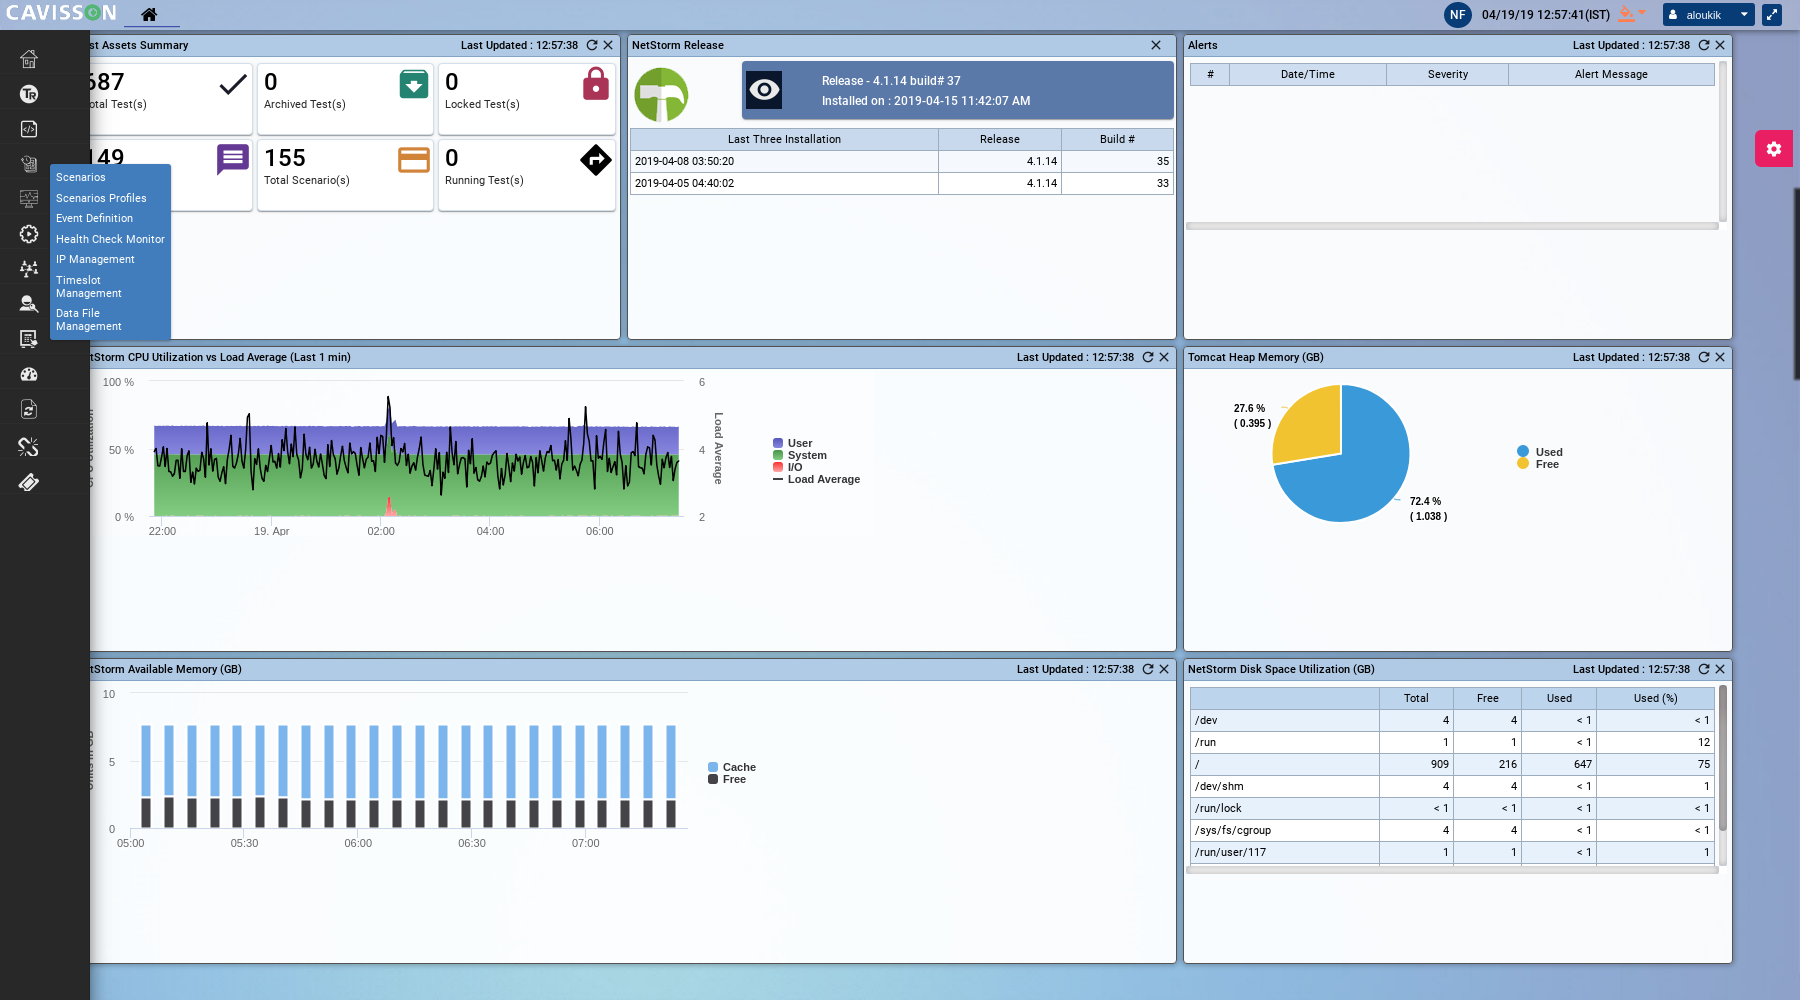 CAVISSON
NF 04/19/19 12:57:41(IST) aloukik
st Assets Summary Last Updated : 12:57:38
687
otal Test(s)
0
Archived Test(s)
0
Locked Test(s)
149
155
Total Scenario(s)
0
Running Test(s)
TR
Scenarios
Scenarios Profiles
Event Definition
Health Check Monitor
IP Management
Timeslot
Management
Data File
Management
NetStorm Release
Release - 4.1.14 build# 37
Installed on : 2019-04-15 11:42:07 AM
Last Three Installation Release Build #
2019-04-08 03:50:20 4.1.14 35
2019-04-05 04:40:02 4.1.14 33
Alerts Last Updated : 12:57:38
# Date/Time Severity Alert Message
tStorm CPU Utilization vs Load Average (Last 1 min) Last Updated : 12:57:38
100 %
50 %
0 %
6
4
2
Load Average
22:00 19. Apr 02:00 04:00 06:00
User
System
I/O
Load Average
Tomcat Heap Memory (GB) Last Updated : 12:57:38
27.6 %
( 0.395 )
72.4 %
( 1.038 )
Used
Free
tStorm Available Memory (GB) Last Updated : 12:57:38
10
5
0
05:00 05:30 06:00 06:30 07:00
Cache
Free
NetStorm Disk Space Utilization (GB) Last Updated : 12:57:38
Total Free Used Used (%)
/dev 4 4 < 1 < 1
/run 1 1 < 1 12
/ 909 216 647 75
/dev/shm 4 4 < 1 1
/run/lock < 1 < 1 < 1 < 1
/sys/fs/cgroup 4 4 < 1 < 1
/run/user/117 1 1 < 1 1